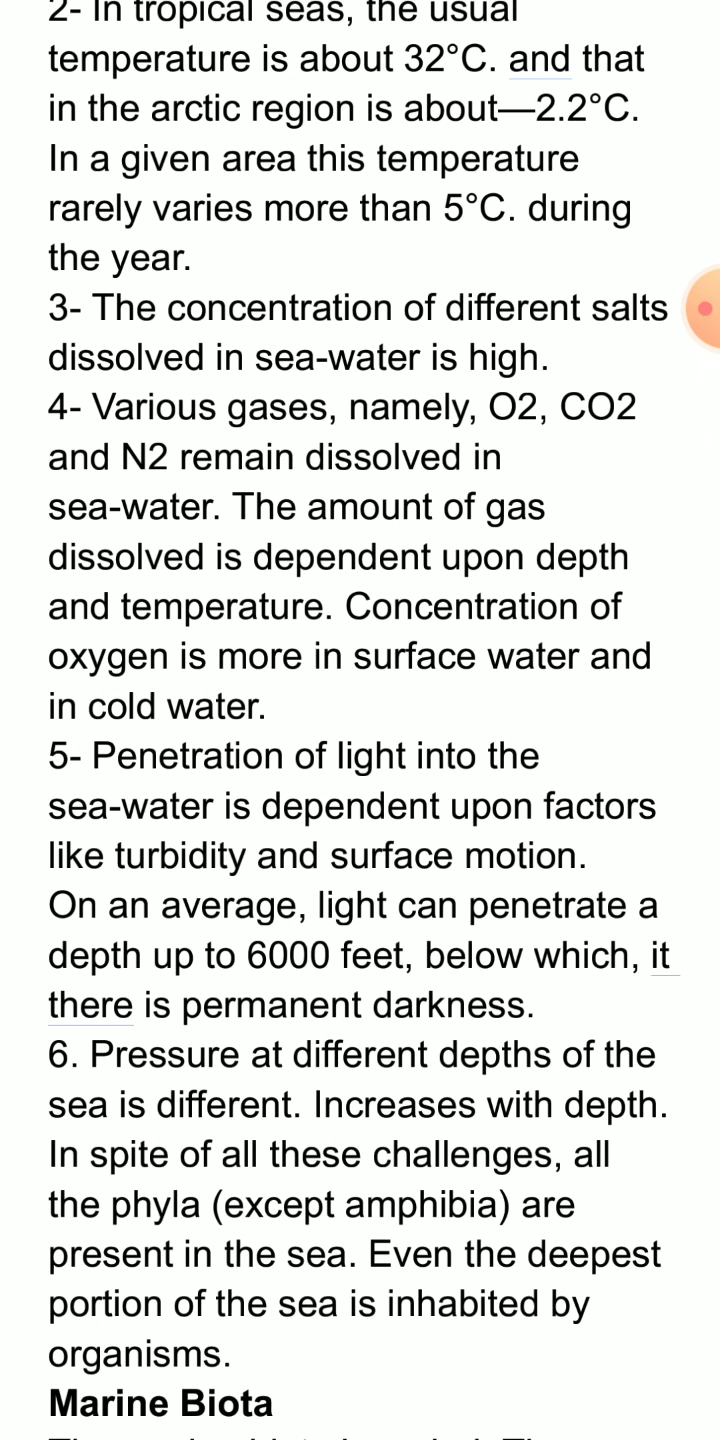 2- In tropical seas, the usual
temperature is about 32°C. and that
in the arctic region is about—2.2°C.
In a given area this temperature
rarely varies more than 5°C. during
the year.
3- The concentration of different salts
dissolved in sea-water is high.
4- Various gases, namely, O2, CO2
and N2 remain dissolved in
sea-water. The amount of gas
dissolved is dependent upon depth
and temperature. Concentration of
oxygen is more in surface water and
in cold water.
5- Penetration of light into the
sea-water is dependent upon factors
like turbidity and surface motion.
On an average, light can penetrate a
depth up to 6000 feet, below which, it
there is permanent darkness.
6. Pressure at different depths of the
sea is different. Increases with depth.
In spite of all these challenges, all
the phyla (except amphibia) are
present in the sea. Even the deepest
portion of the sea is inhabited by
organisms.
Marine Biota